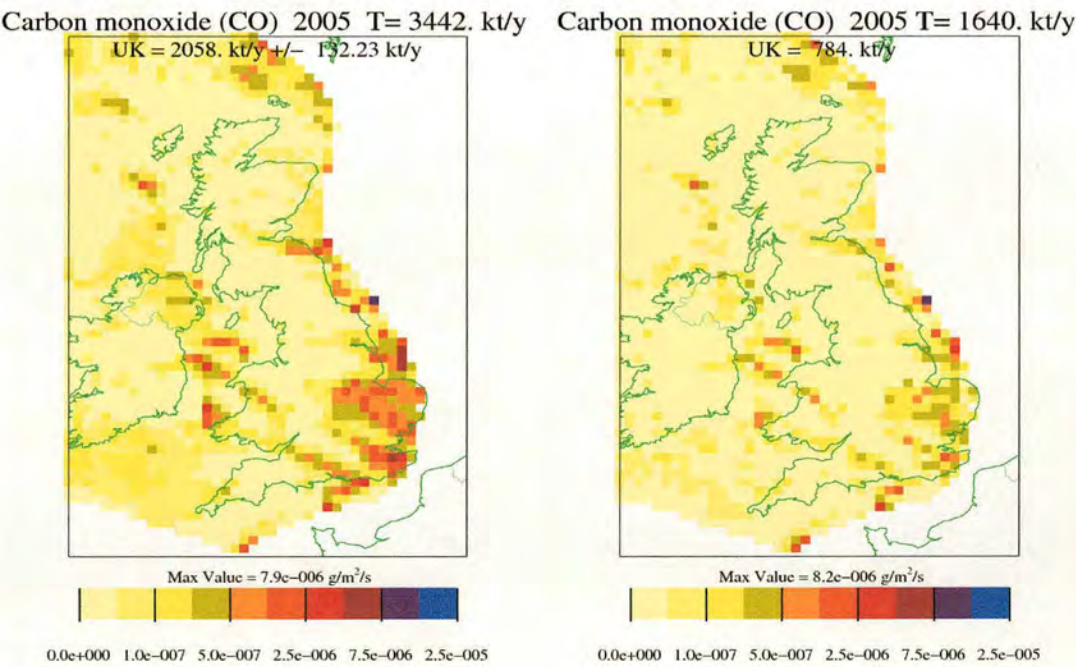 Carbon monoxide (CO) 2005 T= 3442. kt/y
UK = 2058. kt/y +/− 132.23 kt/y
Max Value = 7.9e−006 g/m²/s
0.0e+000 1.0e−007 5.0e−007 2.5e−006 7.5e−006 2.5e−005
Carbon monoxide (CO) 2005 T= 1640. kt/y
UK = 784. kt/y
Max Value = 8.2e−006 g/m²/s
0.0e+000 1.0e−007 5.0e−007 2.5e−006 7.5e−006 2.5e−005